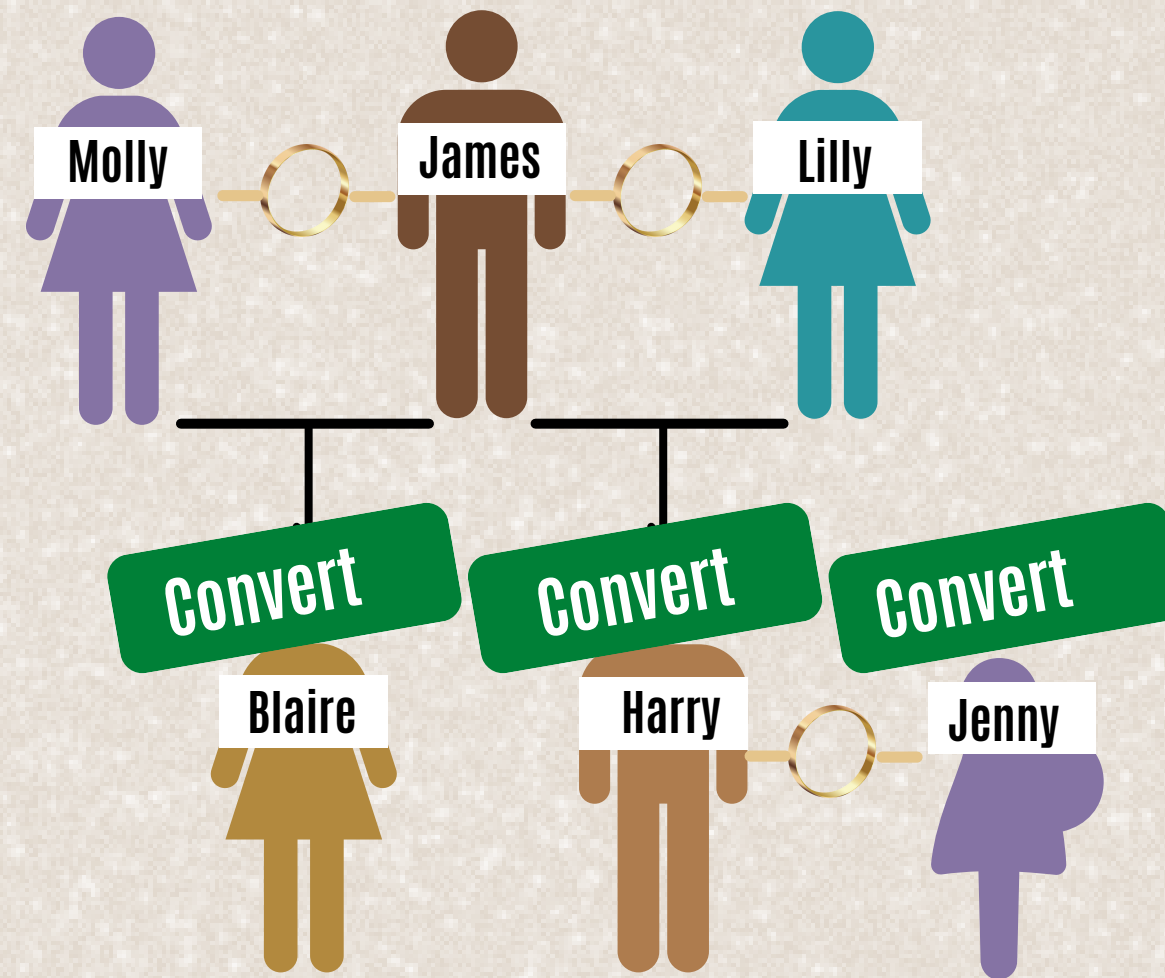 Molly
James
Lilly
Convert
Convert
Convert
Blaire
Harry
Jenny